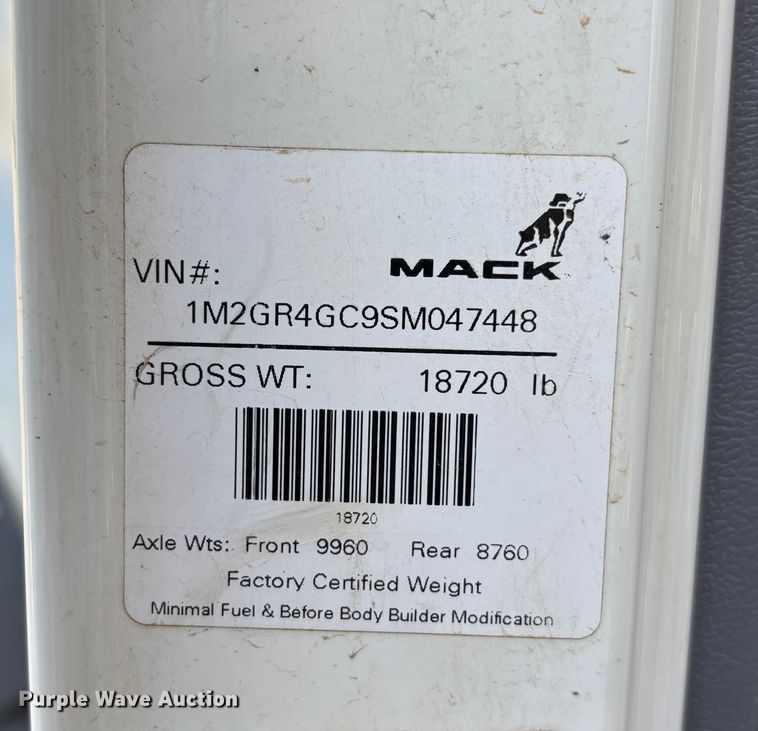 MACK
VIN#:
1M2GR4GC9SM047448
GROSS WT: 18720 lb
18720
Axle Wts: Front 9960 Rear 8760
Factory Certified Weight
Minimal Fuel & Before Body Builder Modification
Purple Wave Auction